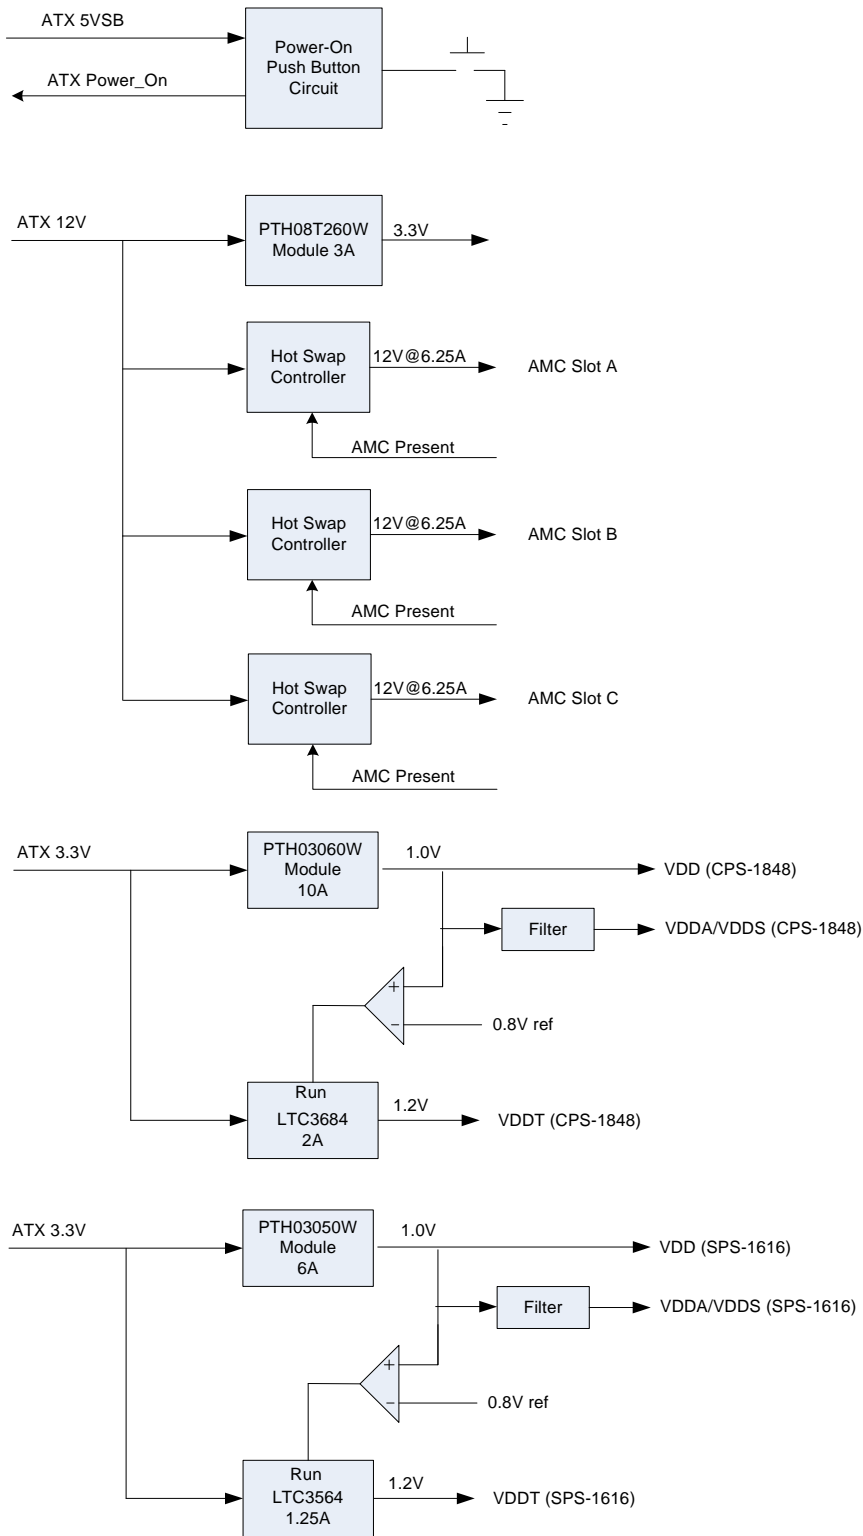 ATX 5VSB
Power-On
Push Button
Circuit
ATX Power_On
ATX 12V
PTH08T260W
Module 3A
3.3V
Hot Swap
Controller
12V@6.25A
AMC Slot A
AMC Present
Hot Swap
Controller
12V@6.25A
AMC Slot B
AMC Present
Hot Swap
Controller
12V@6.25A
AMC Slot C
AMC Present
ATX 3.3V
PTH03060W
Module
10A
1.0V
VDD (CPS-1848)
Filter
VDDA/VDDS (CPS-1848)
+
−
0.8V ref
Run
LTC3684
2A
1.2V
VDDT (CPS-1848)
ATX 3.3V
PTH03050W
Module
6A
1.0V
VDD (SPS-1616)
Filter
VDDA/VDDS (SPS-1616)
+
−
0.8V ref
Run
LTC3564
1.25A
1.2V
VDDT (SPS-1616)